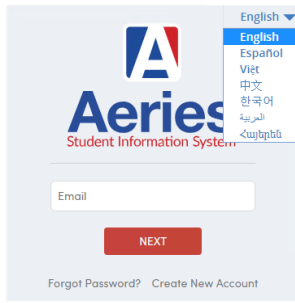 English
English
Español
Việt
中文
한국어
العربية
Հայերեն
A
Aeries
Student Information System
Email
NEXT
Forgot Password? Create New Account